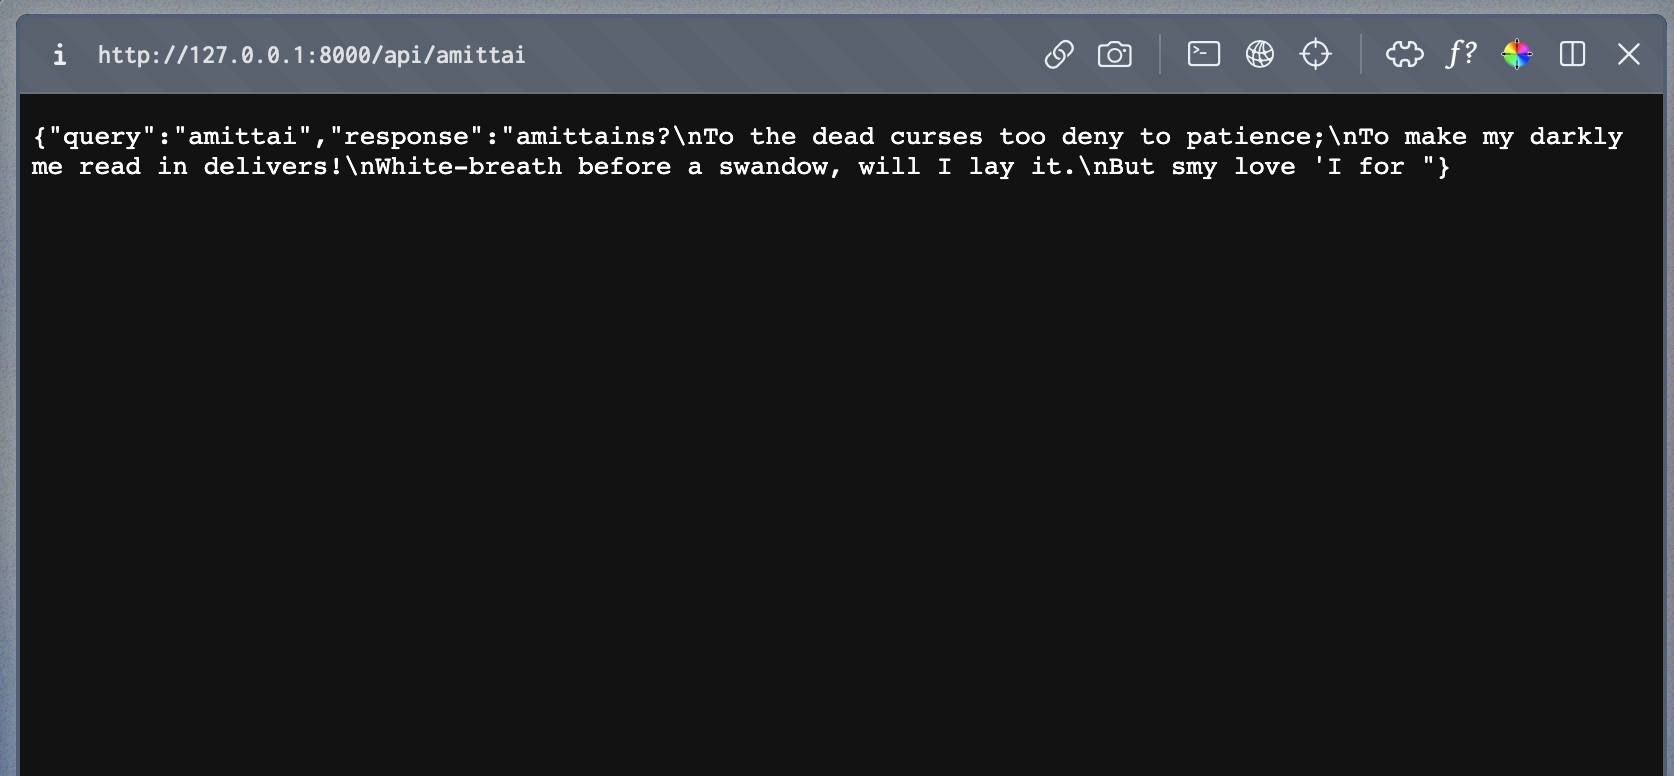 i http://127.0.0.1:8000/api/amittai f?
{"query":"amittai","response":"amittains?\nTo the dead curses too deny to patience;\nTo make my darkly
me read in delivers!\nWhite-breath before a swandow, will I lay it.\nBut smy love 'I for "}